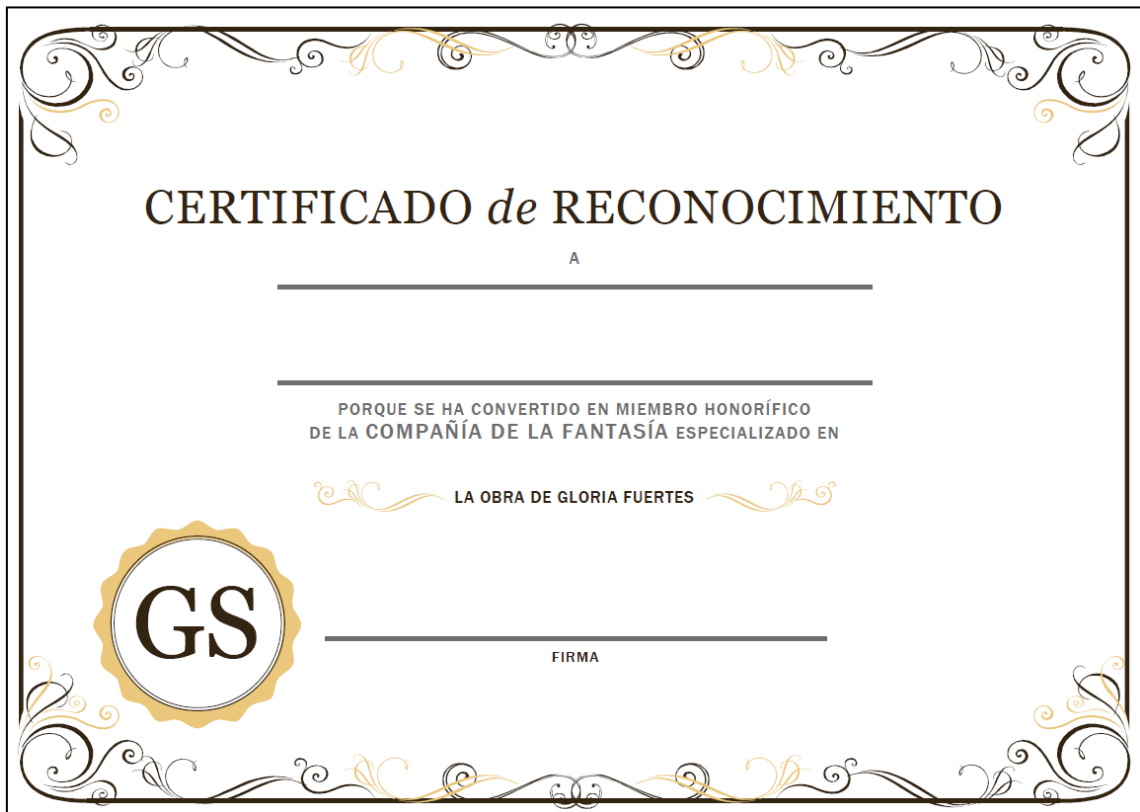 CERTIFICADO de RECONOCIMIENTO
A
PORQUE SE HA CONVERTIDO EN MIEMBRO HONORÍFICO
DE LA COMPAÑÍA DE LA FANTASÍA ESPECIALIZADO EN
LA OBRA DE GLORIA FUERTES
GS
FIRMA